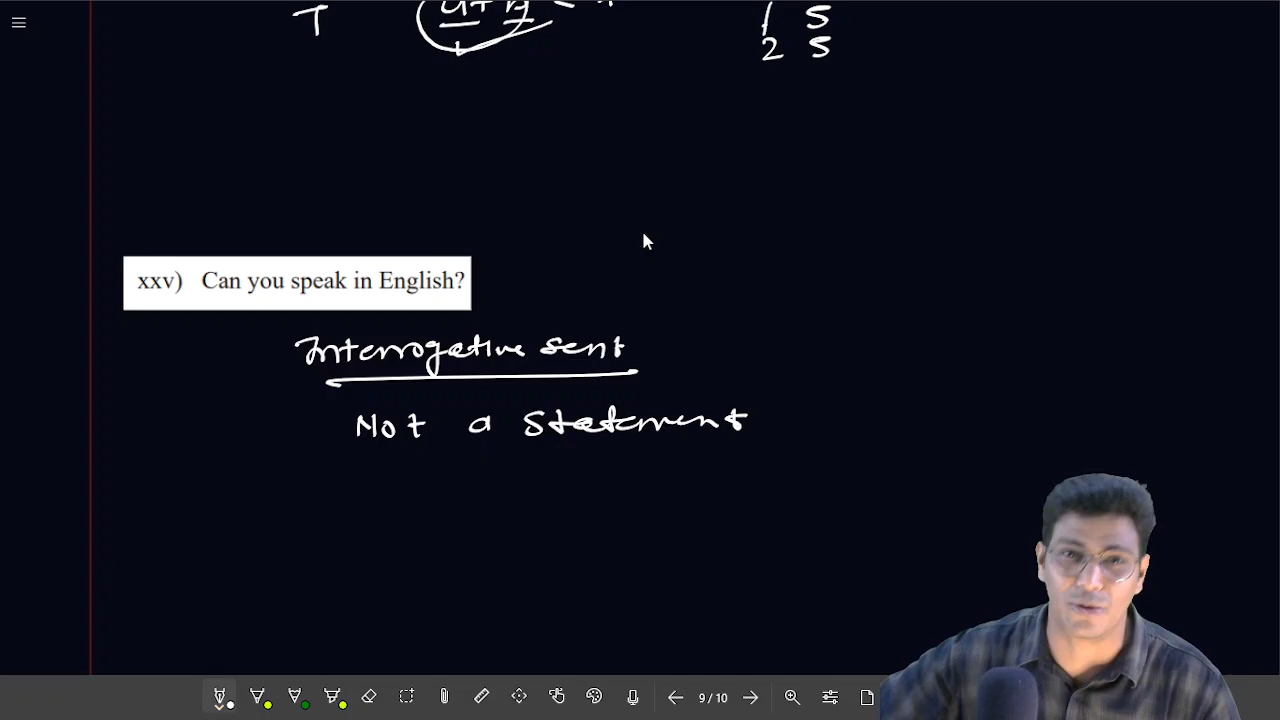 T
1 5
2 5
xxv) Can you speak in English?
Interrogative sent
Not a statement
9/10